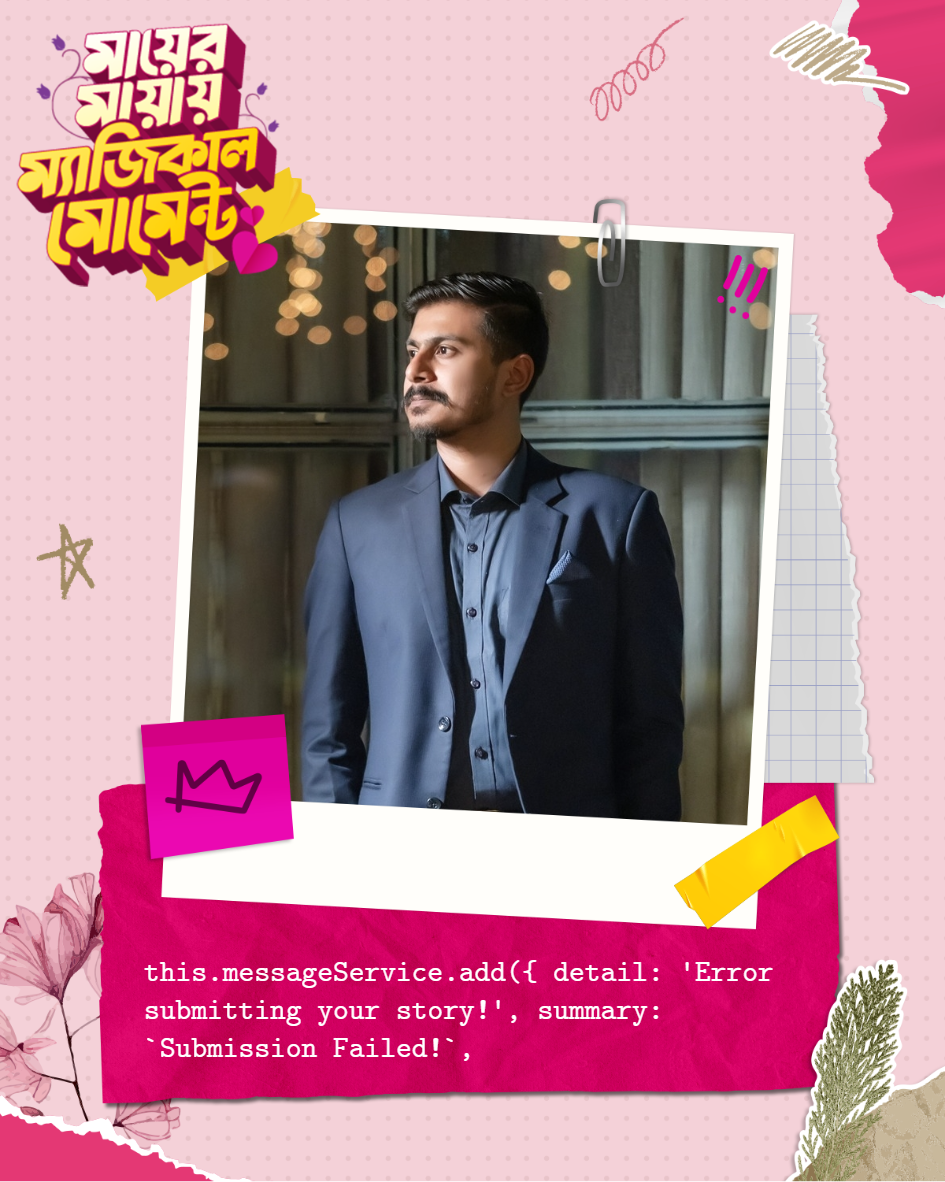 মায়ের
মায়ায়
ম্যাজিকাল
মোমেন্ট
!!!
this.messageService.add({ detail: 'Error
submitting your story!', summary:
`Submission Failed!`,